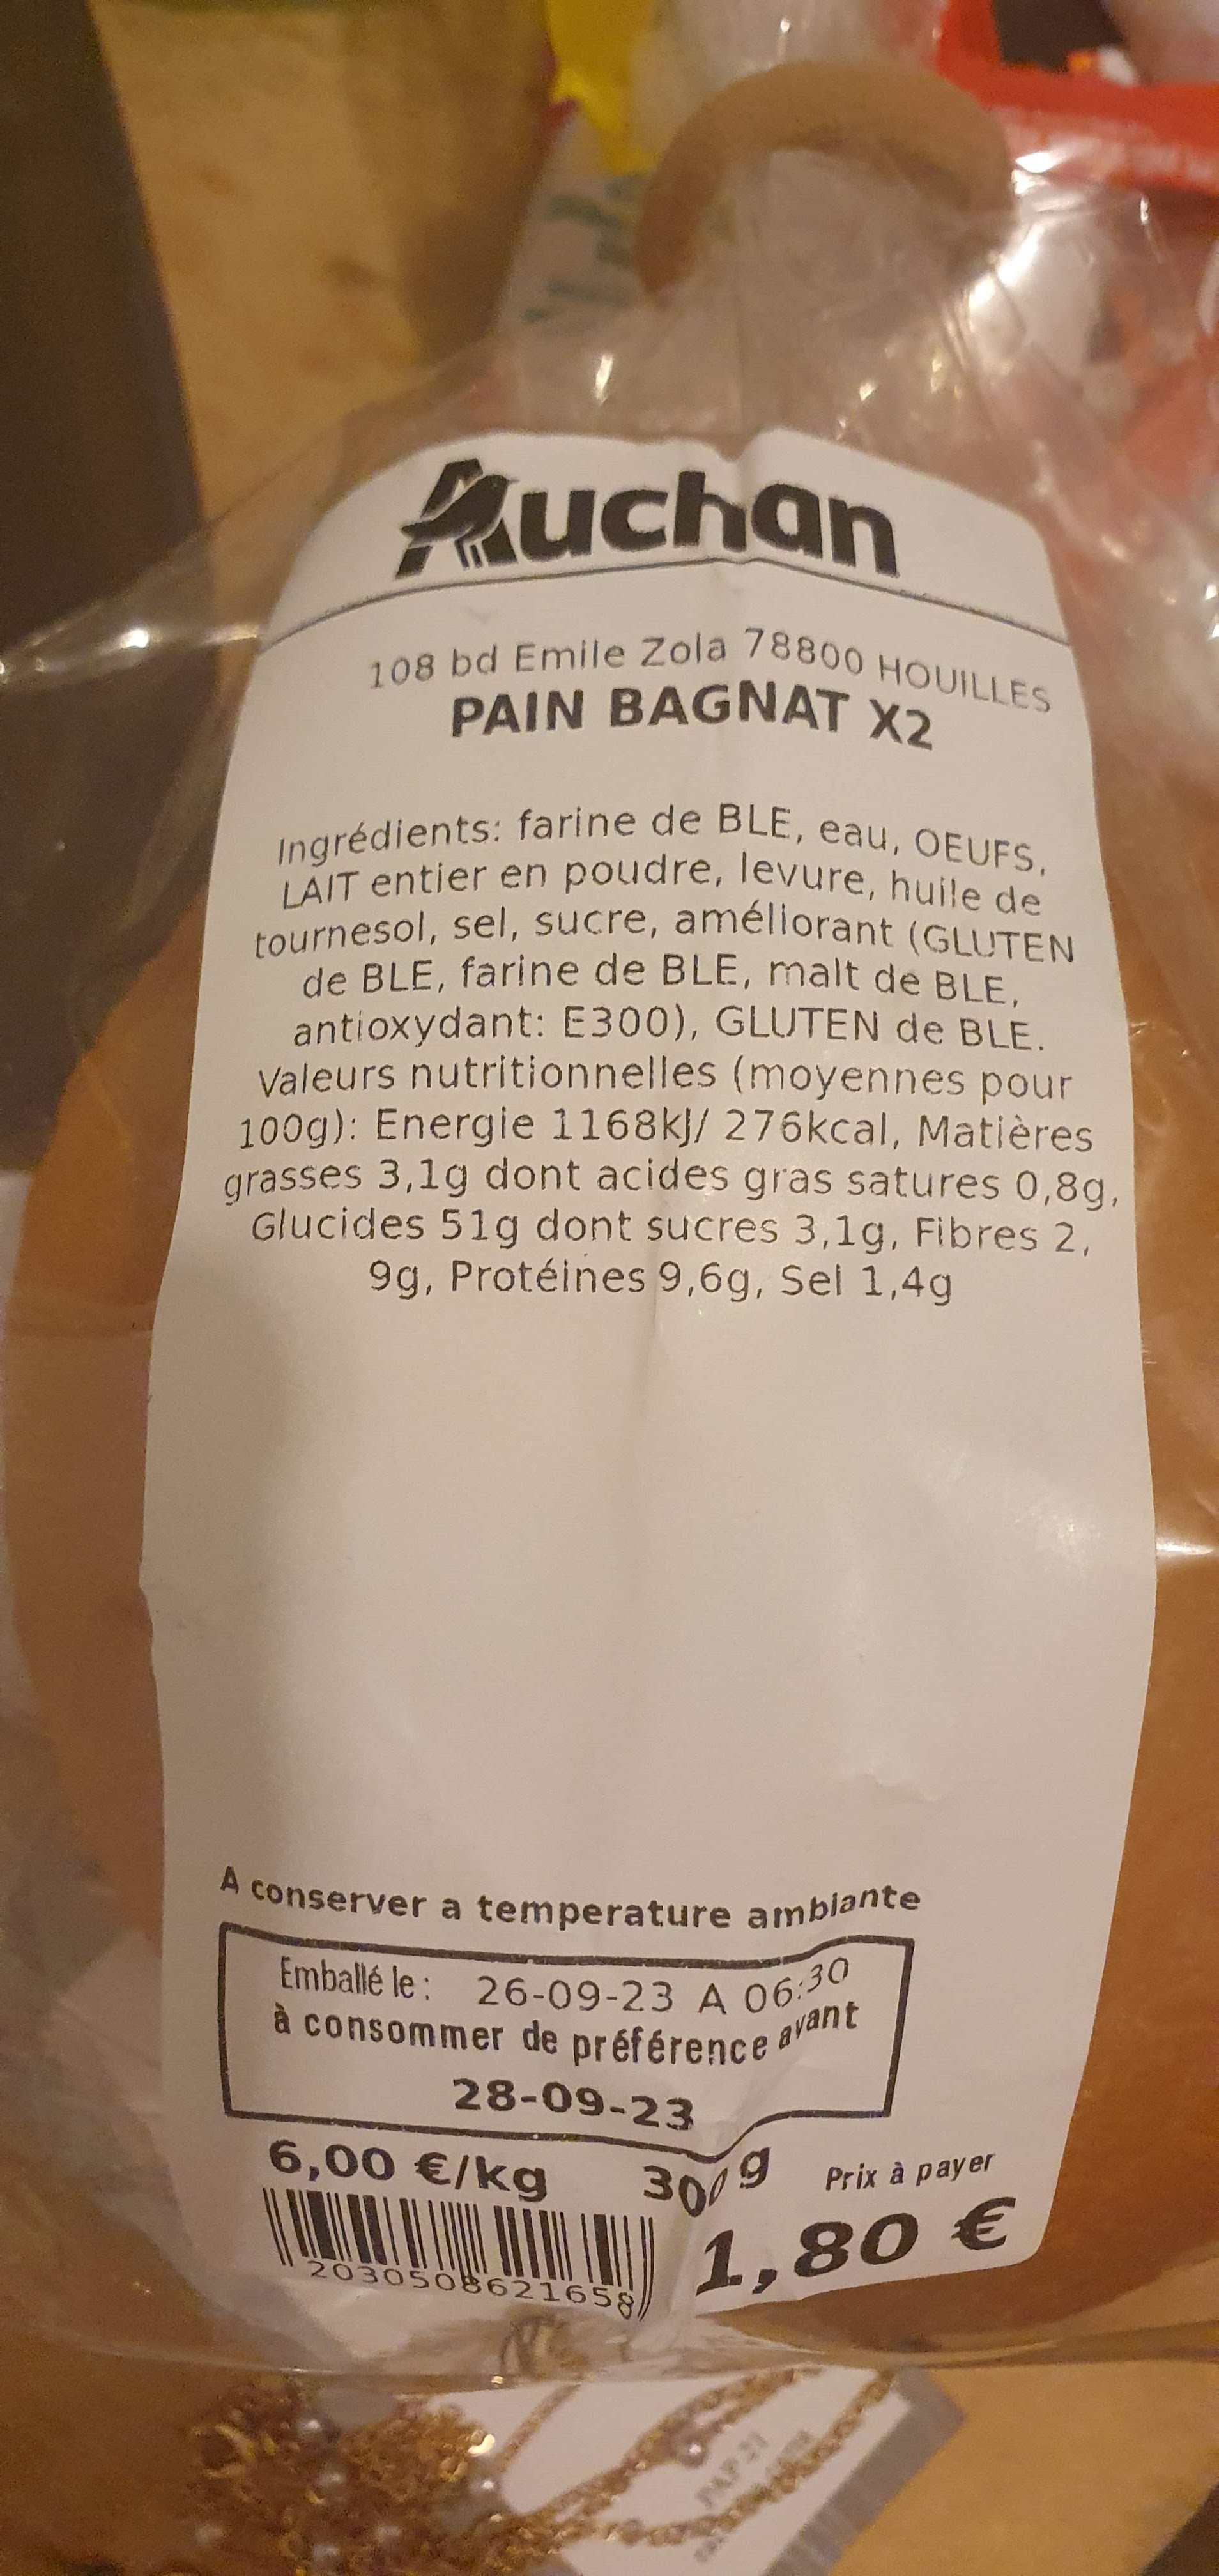 Auchan
108 bd Emile Zola 78800 HOUILLES
PAIN BAGNAT X2
Ingrédients: farine de BLE, eau, OEUFS,
LAIT entier en poudre, levure, huile de
tournesol, sel, sucre, améliorant (GLUTEN
de BLE, farine de BLE, malt de BLE,
antioxydant: E300), GLUTEN de BLE.
Valeurs nutritionnelles (moyennes pour
100g): Energie 1168kJ/ 276kcal, Matières
grasses 3,1g dont acides gras satures 0,8g,
Glucides 51g dont sucres 3,1g, Fibres 2,
9g, Protéines 9,6g, Sel 1,4g
A conserver a temperature ambiante
Emballé le : 26-09-23 A 06:30
à consommer de préférence avant
28-09-23
6,00 €/kg 300g Prix à payer
1,80 €
2030508621658
PAP 21